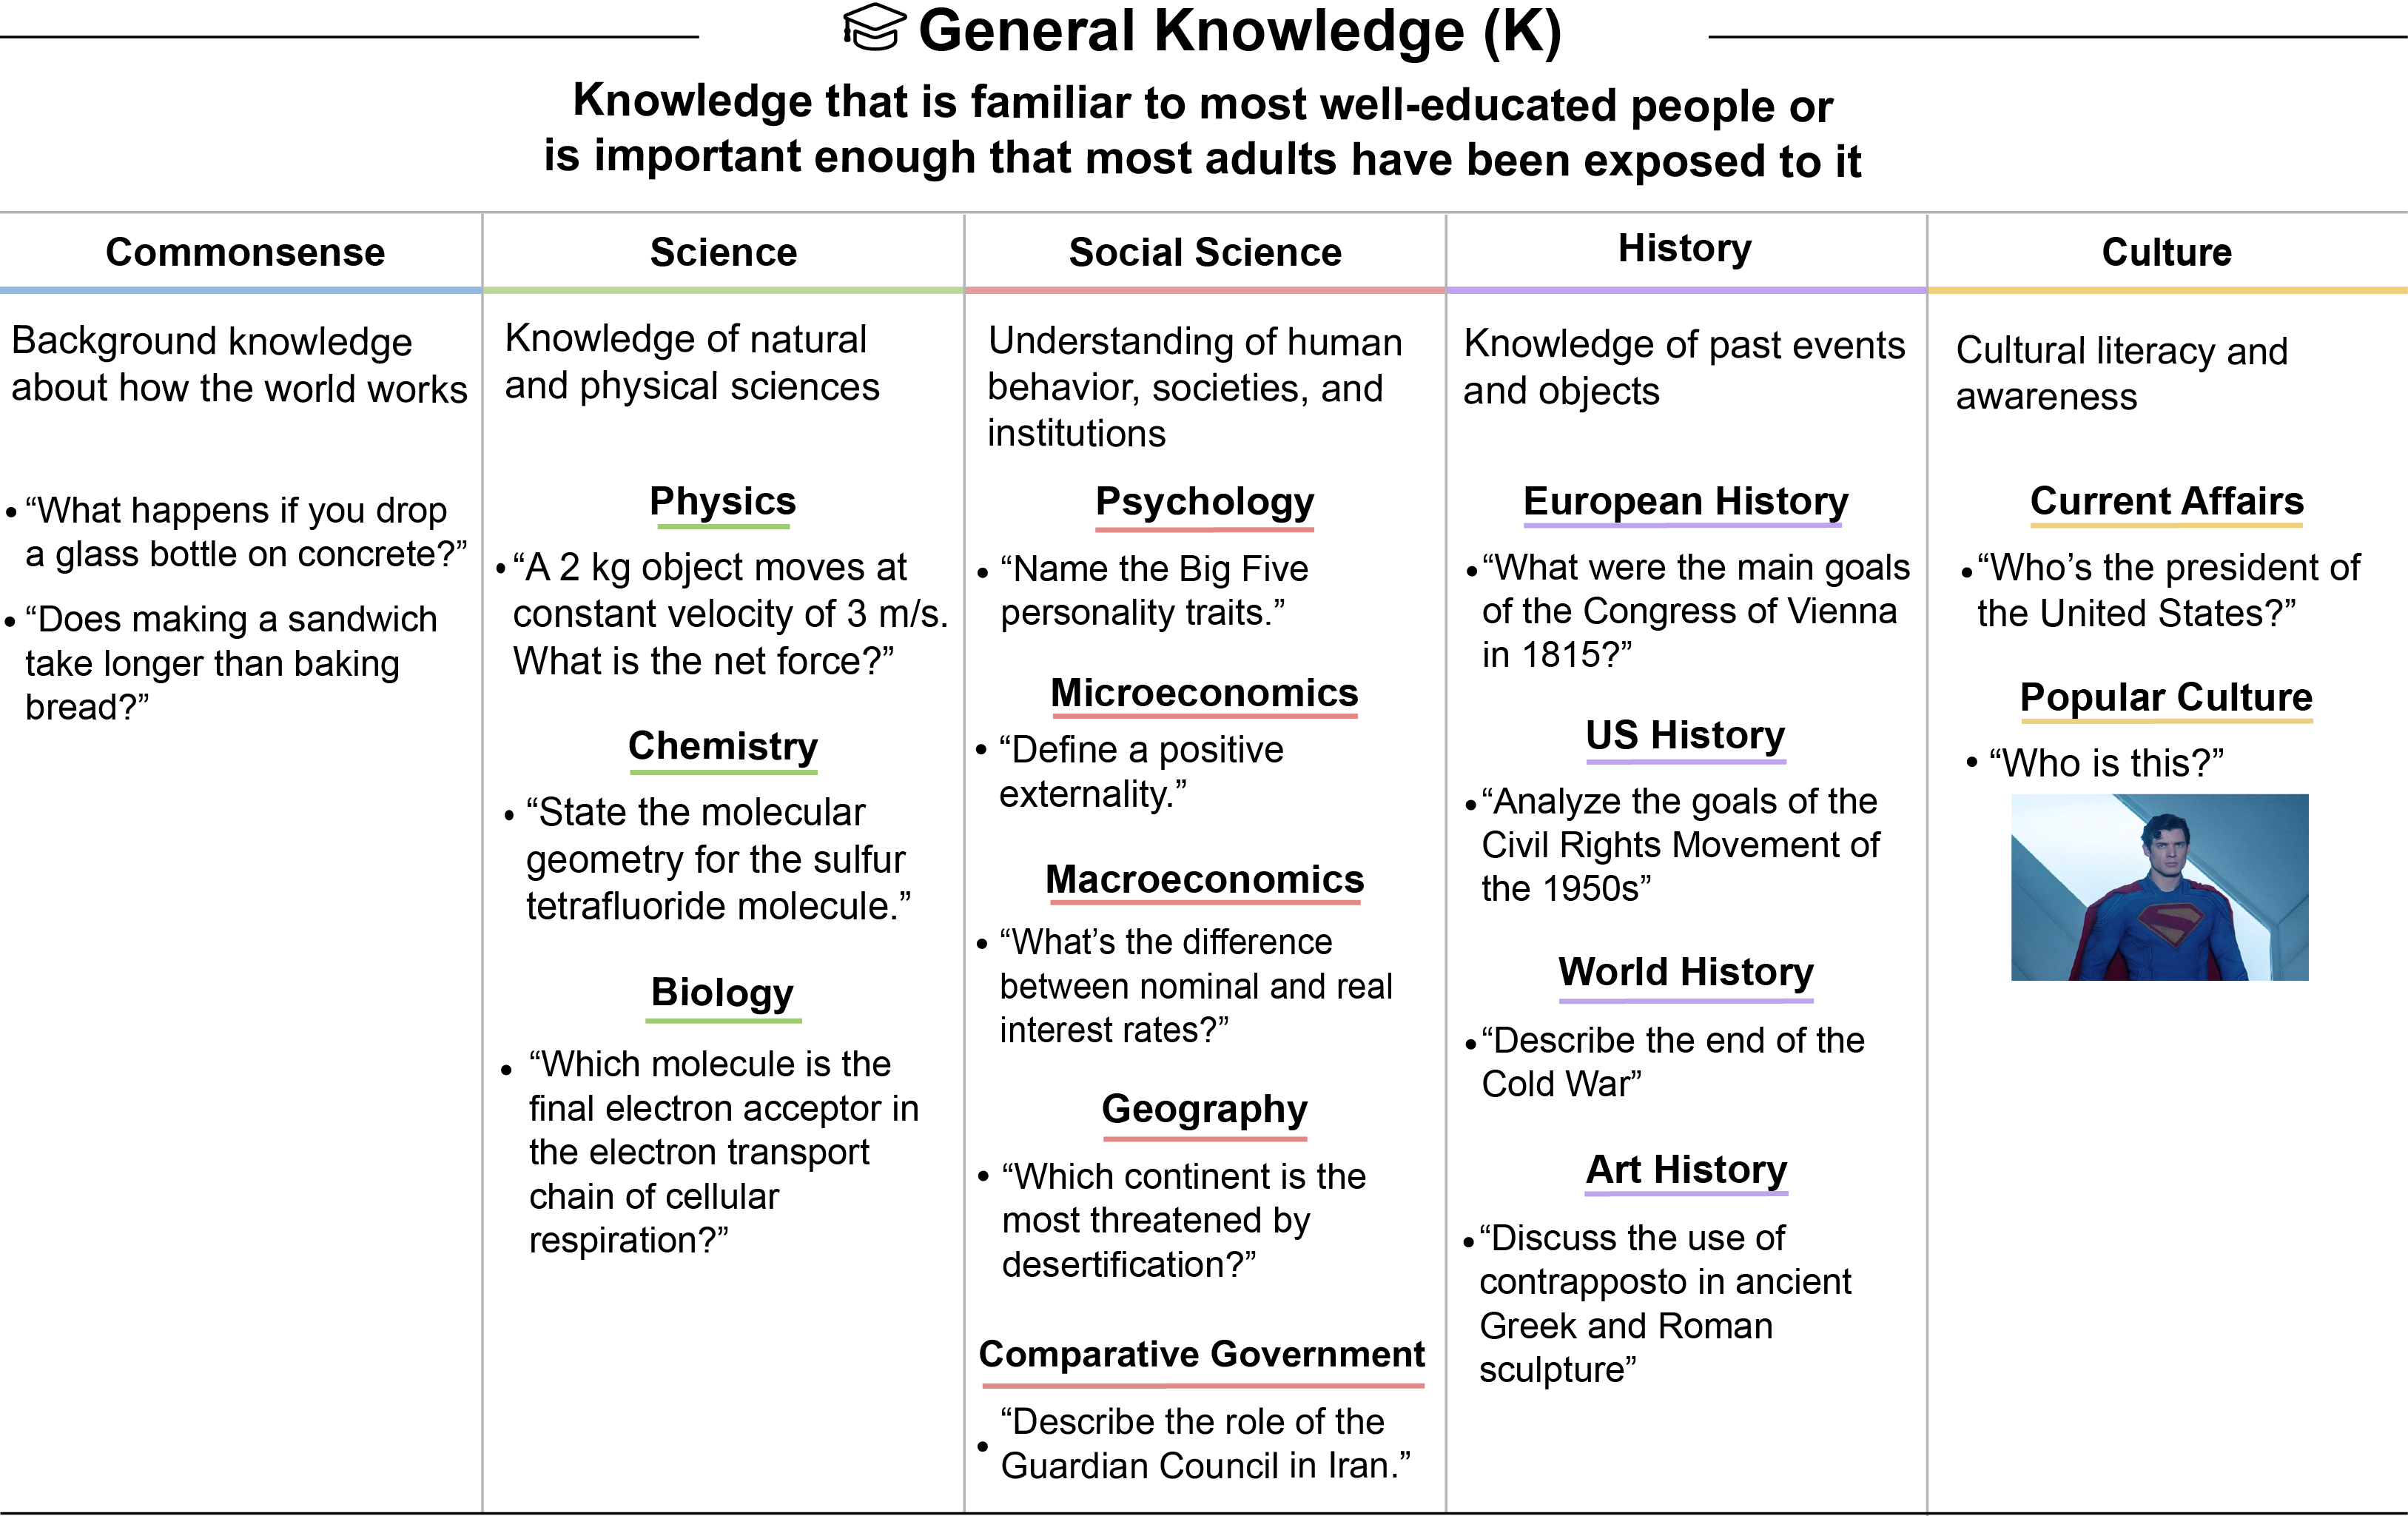 General Knowledge (K)
Knowledge that is familiar to most well-educated people or
is important enough that most adults have been exposed to it
Commonsense
Background knowledge
about how the world works
• “What happens if you drop
a glass bottle on concrete?”
• “Does making a sandwich
take longer than baking
bread?”
Science
Knowledge of natural
and physical sciences
Physics
• “A 2 kg object moves at
constant velocity of 3 m/s.
What is the net force?”
Chemistry
• “State the molecular
geometry for the sulfur
tetrafluoride molecule.”
Biology
• “Which molecule is the
final electron acceptor in
the electron transport
chain of cellular
respiration?”
Social Science
Understanding of human
behavior, societies, and
institutions
Psychology
• “Name the Big Five
personality traits.”
Microeconomics
• “Define a positive
externality.”
Macroeconomics
• “What’s the difference
between nominal and real
interest rates?”
Geography
• “Which continent is the
most threatened by
desertification?”
Comparative Government
• “Describe the role of the
Guardian Council in Iran.”
History
Knowledge of past events
and objects
European History
• “What were the main goals
of the Congress of Vienna
in 1815?”
US History
• “Analyze the goals of the
Civil Rights Movement of
the 1950s”
World History
• “Describe the end of the
Cold War”
Art History
• “Discuss the use of
contrapposto in ancient
Greek and Roman
sculpture”
Culture
Cultural literacy and
awareness
Current Affairs
• “Who’s the president of
the United States?”
Popular Culture
• “Who is this?”